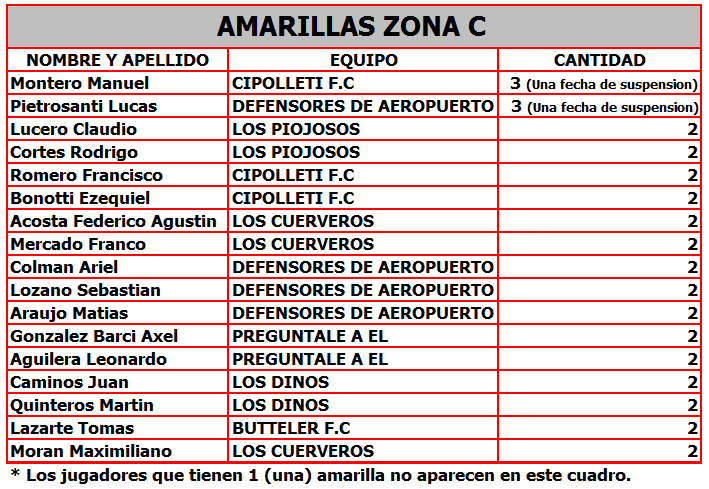 AMARILLAS ZONA C
NOMBRE Y APELLIDO EQUIPO CANTIDAD
Montero Manuel CIPOLLETI F.C 3 (Una fecha de suspension)
Pietrosanti Lucas DEFENSORES DE AEROPUERTO 3 (Una fecha de suspension)
Lucero Claudio LOS PIOJOSOS 2
Cortes Rodrigo LOS PIOJOSOS 2
Romero Francisco CIPOLLETI F.C 2
Bonotti Ezequiel CIPOLLETI F.C 2
Acosta Federico Agustin LOS CUERVEROS 2
Mercado Franco LOS CUERVEROS 2
Colman Ariel DEFENSORES DE AEROPUERTO 2
Lozano Sebastian DEFENSORES DE AEROPUERTO 2
Araujo Matias DEFENSORES DE AEROPUERTO 2
Gonzalez Barci Axel PREGUNTALE A EL 2
Aguilera Leonardo PREGUNTALE A EL 2
Caminos Juan LOS DINOS 2
Quinteros Martin LOS DINOS 2
Lazarte Tomas BUTTELER F.C 2
Moran Maximiliano LOS CUERVEROS 2
* Los jugadores que tienen 1 (una) amarilla no aparecen en este cuadro.